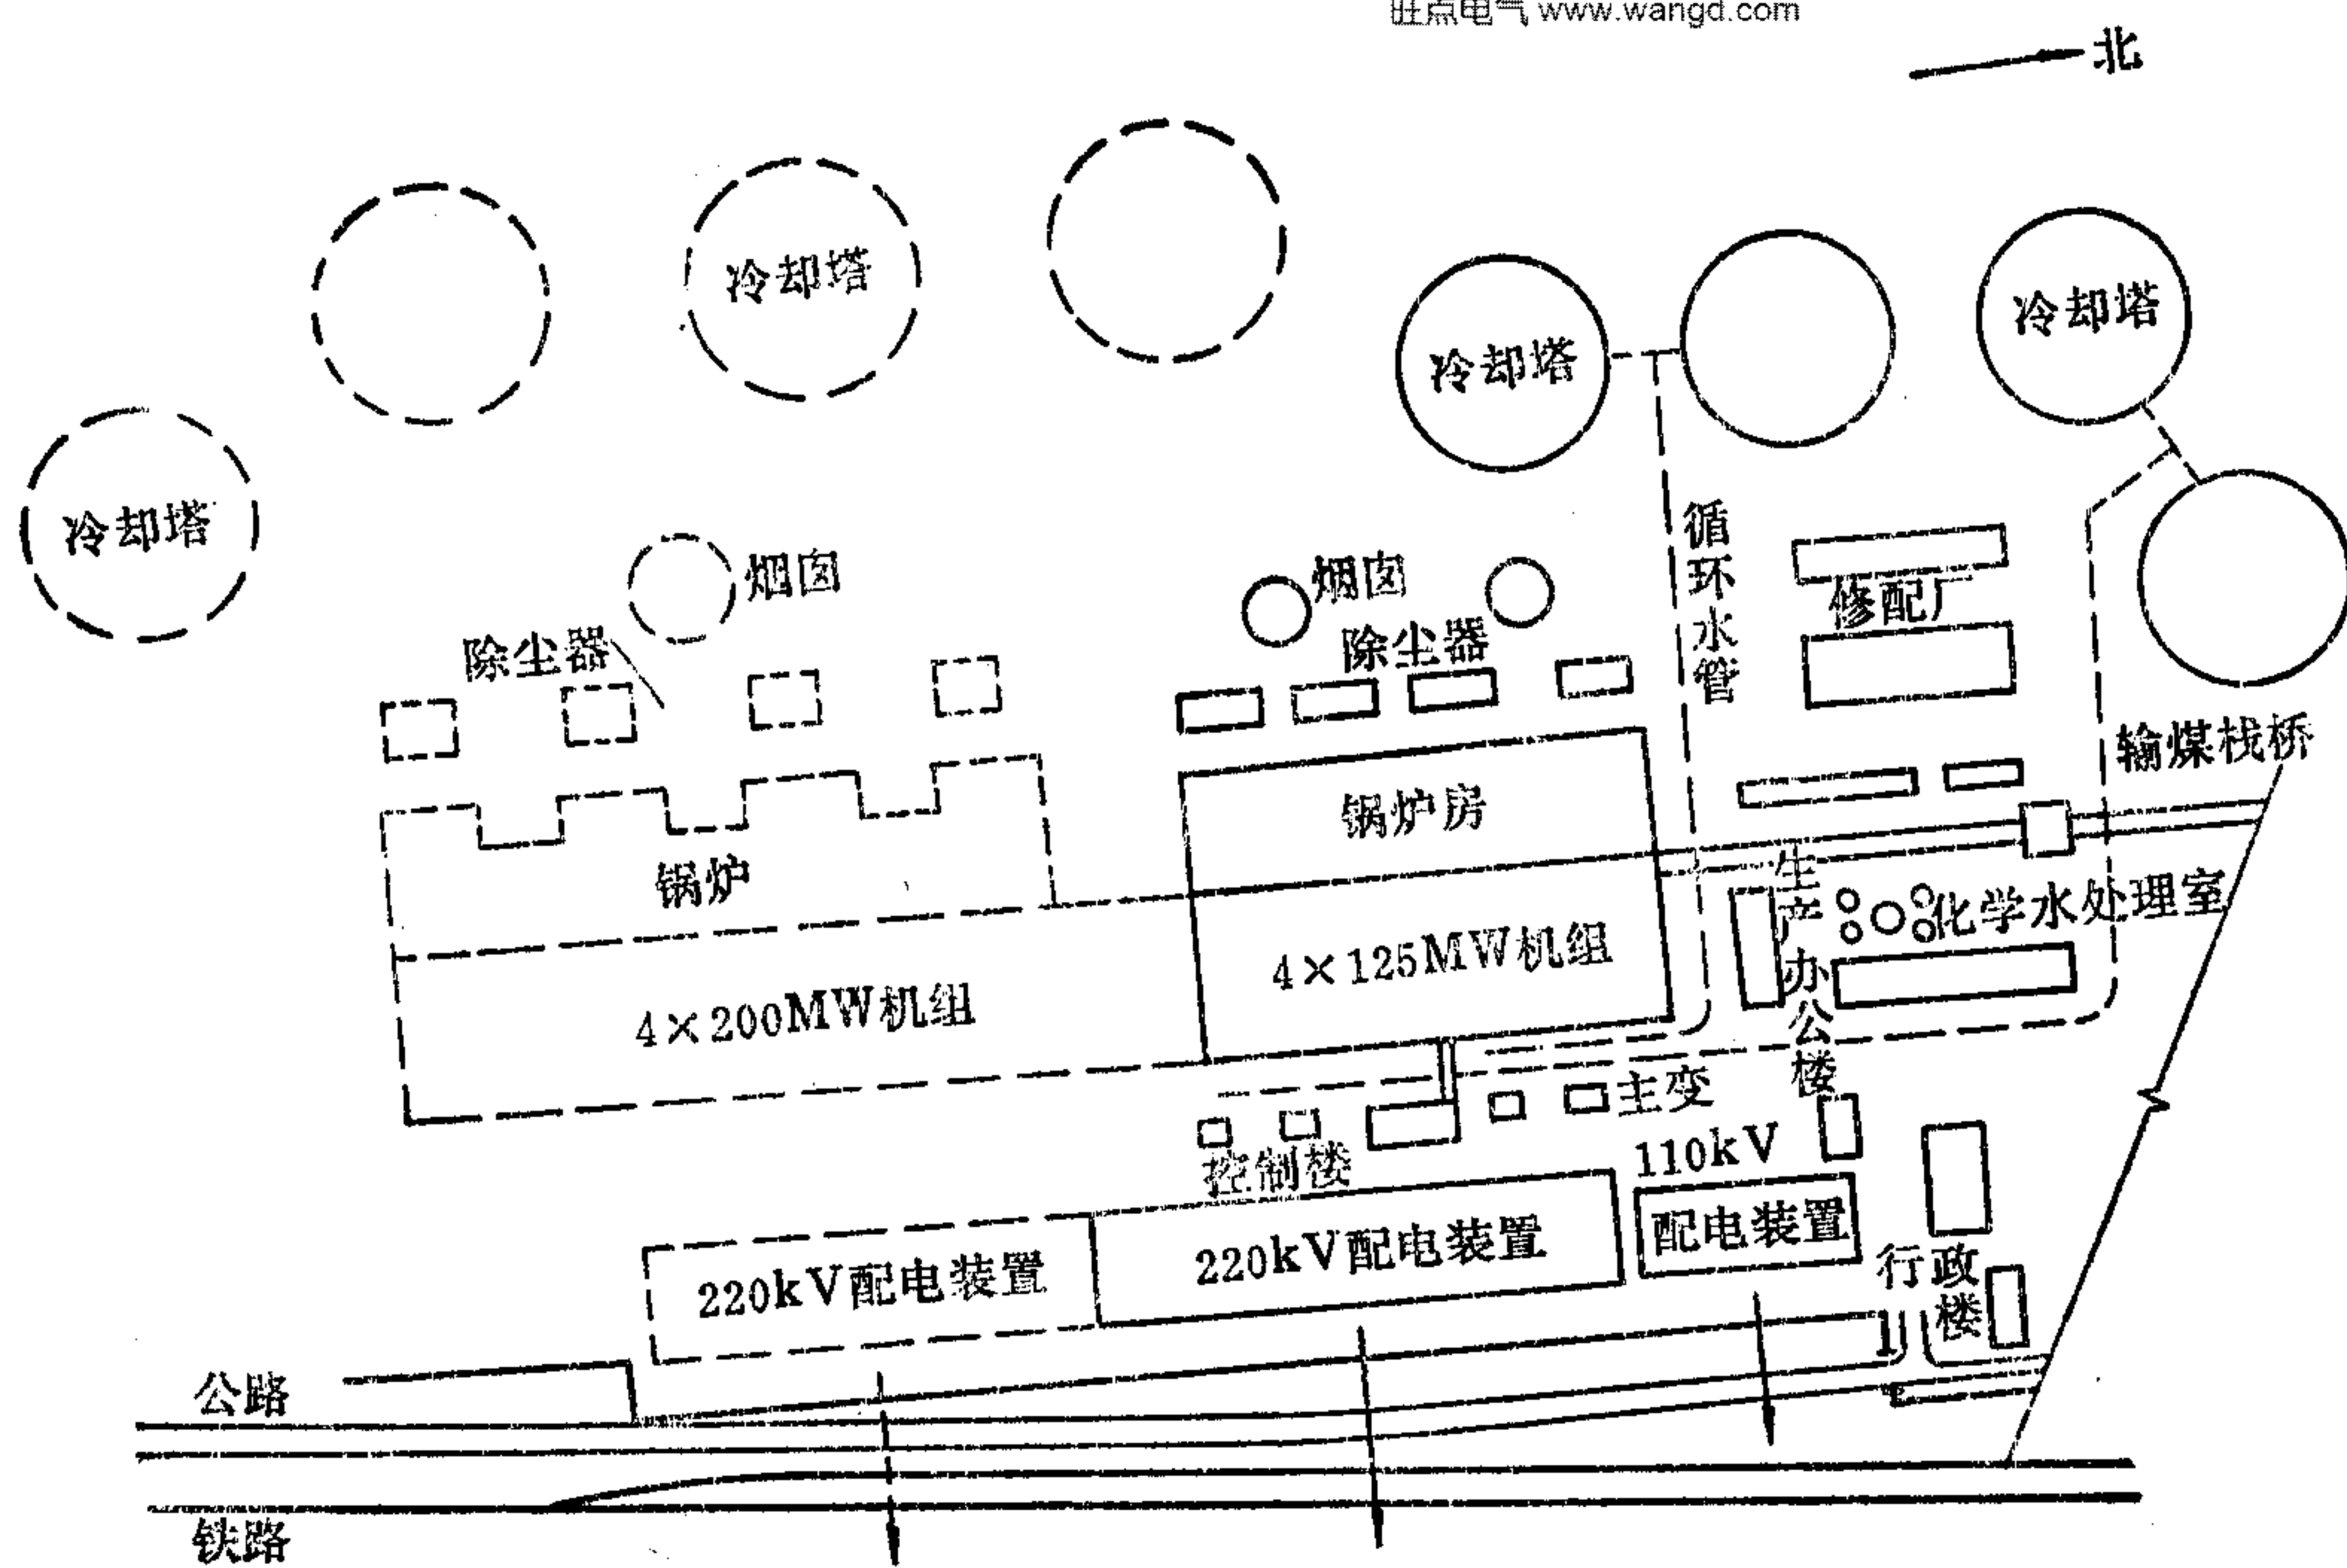 旺点电气 www.wangd.com
北
冷却塔
冷却塔
冷却塔
冷却塔
循环水管
烟囱
烟囱
修配厂
除尘器
除尘器
输煤栈桥
锅炉房
锅炉
生产办公楼
化学水处理室
4×125MW机组
4×200MW机组
主变
控制楼
110kV
配电装置
220kV配电装置
220kV配电装置
行政楼
公路
铁路